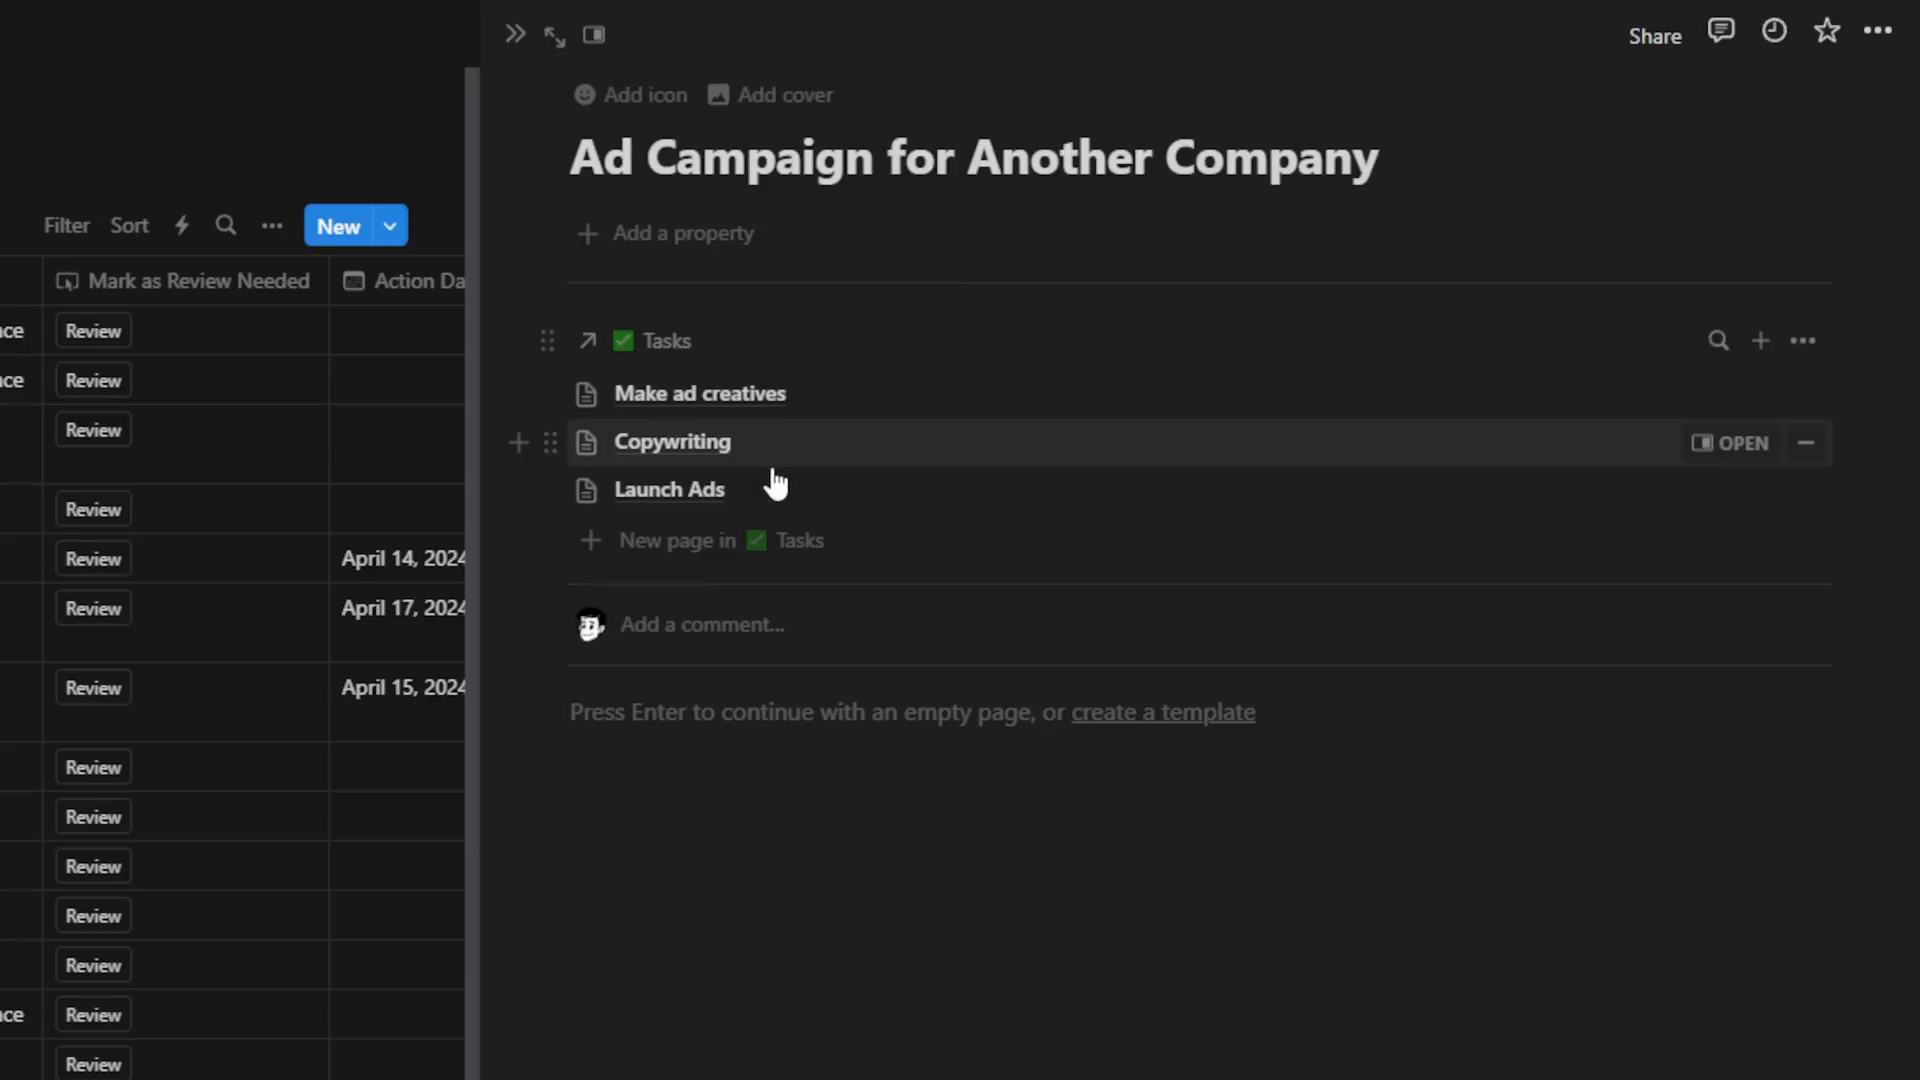 Share
Add icon Add cover
Ad Campaign for Another Company
Add a property
Filter Sort New
Mark as Review Needed Action Da
nce Review
nce Review
Review
Review
Review April 14, 2024
Review April 17, 2024
Review April 15, 2024
Review
Review
Review
Review
Review
nce Review
Review
Tasks
Make ad creatives
Copywriting OPEN
Launch Ads
New page in Tasks
Add a comment...
Press Enter to continue with an empty page, or create a template